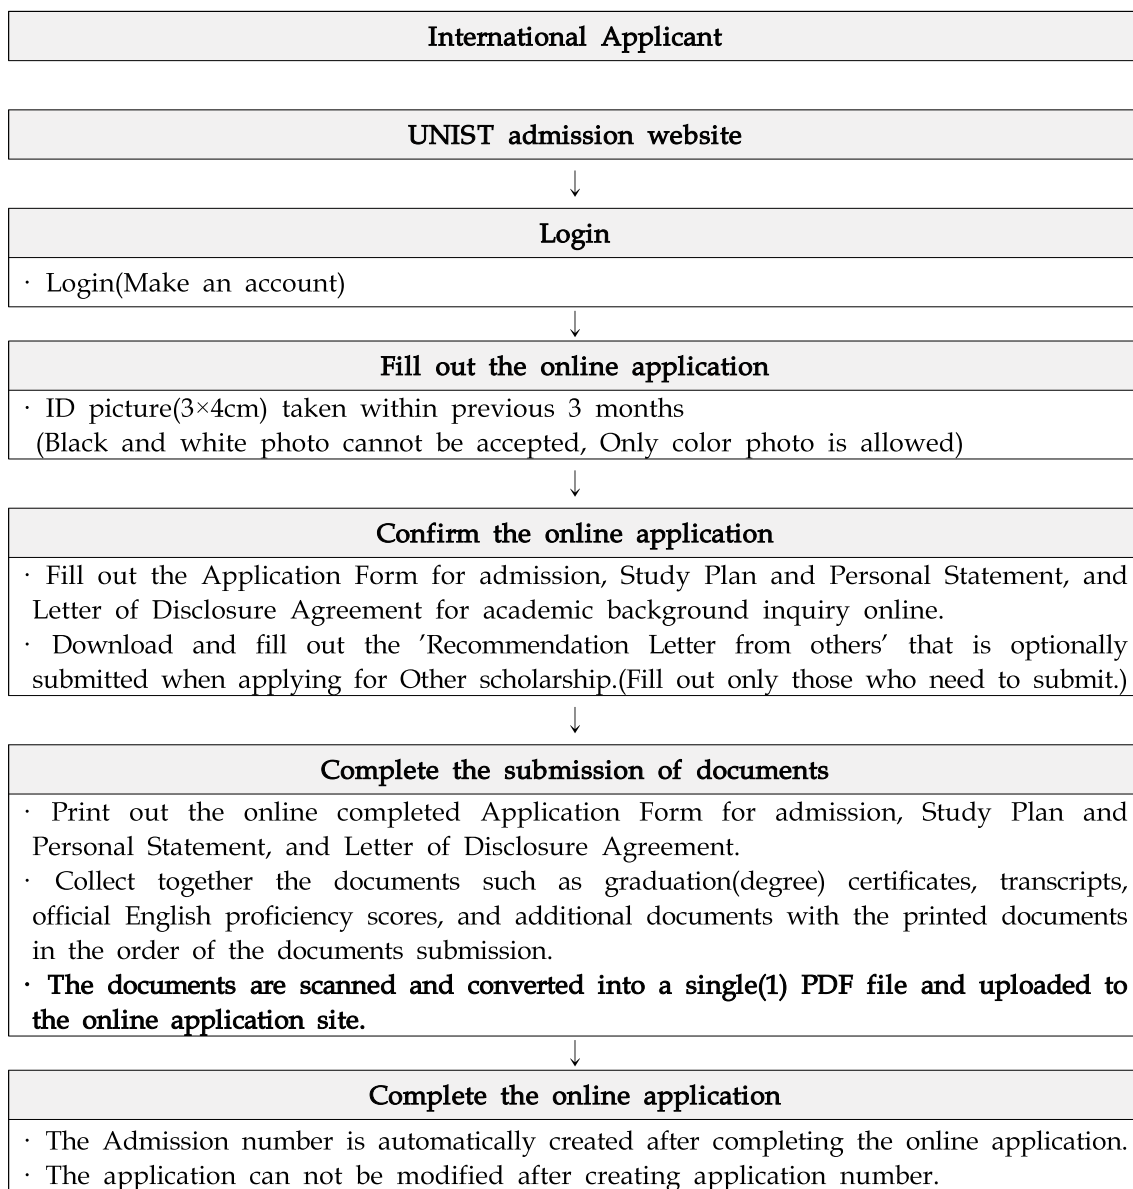 International Applicant
UNIST admission website
↓
Login
· Login(Make an account)
↓
Fill out the online application
· ID picture(3×4cm) taken within previous 3 months
(Black and white photo cannot be accepted, Only color photo is allowed)
↓
Confirm the online application
· Fill out the Application Form for admission, Study Plan and Personal Statement, and
Letter of Disclosure Agreement for academic background inquiry online.
· Download and fill out the ’Recommendation Letter from others’ that is optionally
submitted when applying for Other scholarship.(Fill out only those who need to submit.)
↓
Complete the submission of documents
· Print out the online completed Application Form for admission, Study Plan and
Personal Statement, and Letter of Disclosure Agreement.
· Collect together the documents such as graduation(degree) certificates, transcripts,
official English proficiency scores, and additional documents with the printed documents
in the order of the documents submission.
· The documents are scanned and converted into a single(1) PDF file and uploaded to
the online application site.
↓
Complete the online application
· The Admission number is automatically created after completing the online application.
· The application can not be modified after creating application number.